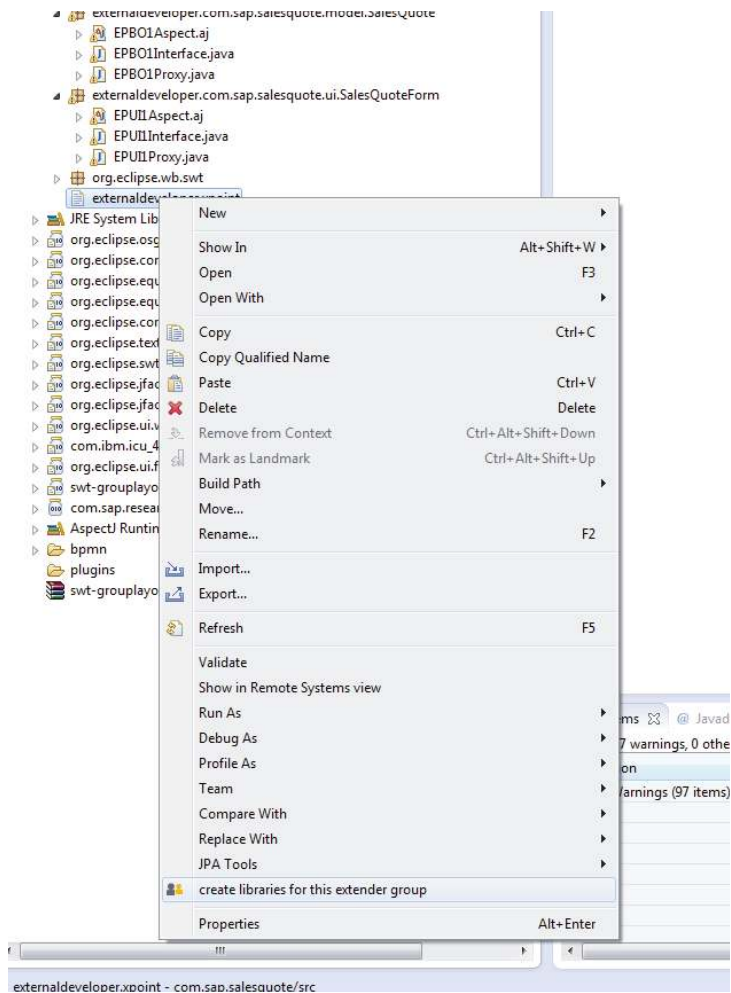 externaldeveloper.com.sap.salesquote.model.SalesQuote
EPBO1Aspect.aj
EPBO1Interface.java
EPBO1Proxy.java
externaldeveloper.com.sap.salesquote.ui.SalesQuoteForm
EPUI1Aspect.aj
EPUI1Interface.java
EPUI1Proxy.java
org.eclipse.wb.swt
externaldeveloper.xpoint
JRE System Lib
org.eclipse.osg
org.eclipse.cor
org.eclipse.equ
org.eclipse.equ
org.eclipse.cor
org.eclipse.text
org.eclipse.swt
org.eclipse.jfac
org.eclipse.jfac
org.eclipse.ui.w
com.ibm.icu_4
org.eclipse.ui.f
swt-grouplayo
com.sap.resear
AspectJ Runtin
bpmn
plugins
swt-grouplayo
New
Show In Alt+Shift+W
Open F3
Open With
Copy Ctrl+C
Copy Qualified Name
Paste Ctrl+V
Delete Delete
Remove from Context Ctrl+Alt+Shift+Down
Mark as Landmark Ctrl+Alt+Shift+Up
Build Path
Move...
Rename... F2
Import...
Export...
Refresh F5
Validate
Show in Remote Systems view
Run As
Debug As
Profile As
Team
Compare With
Replace With
JPA Tools
create libraries for this extender group
Properties Alt+Enter
ms @ Javad
7 warnings, 0 othe
on
Warnings (97 items)
externaldeveloper.xpoint - com.sap.salesquote/src